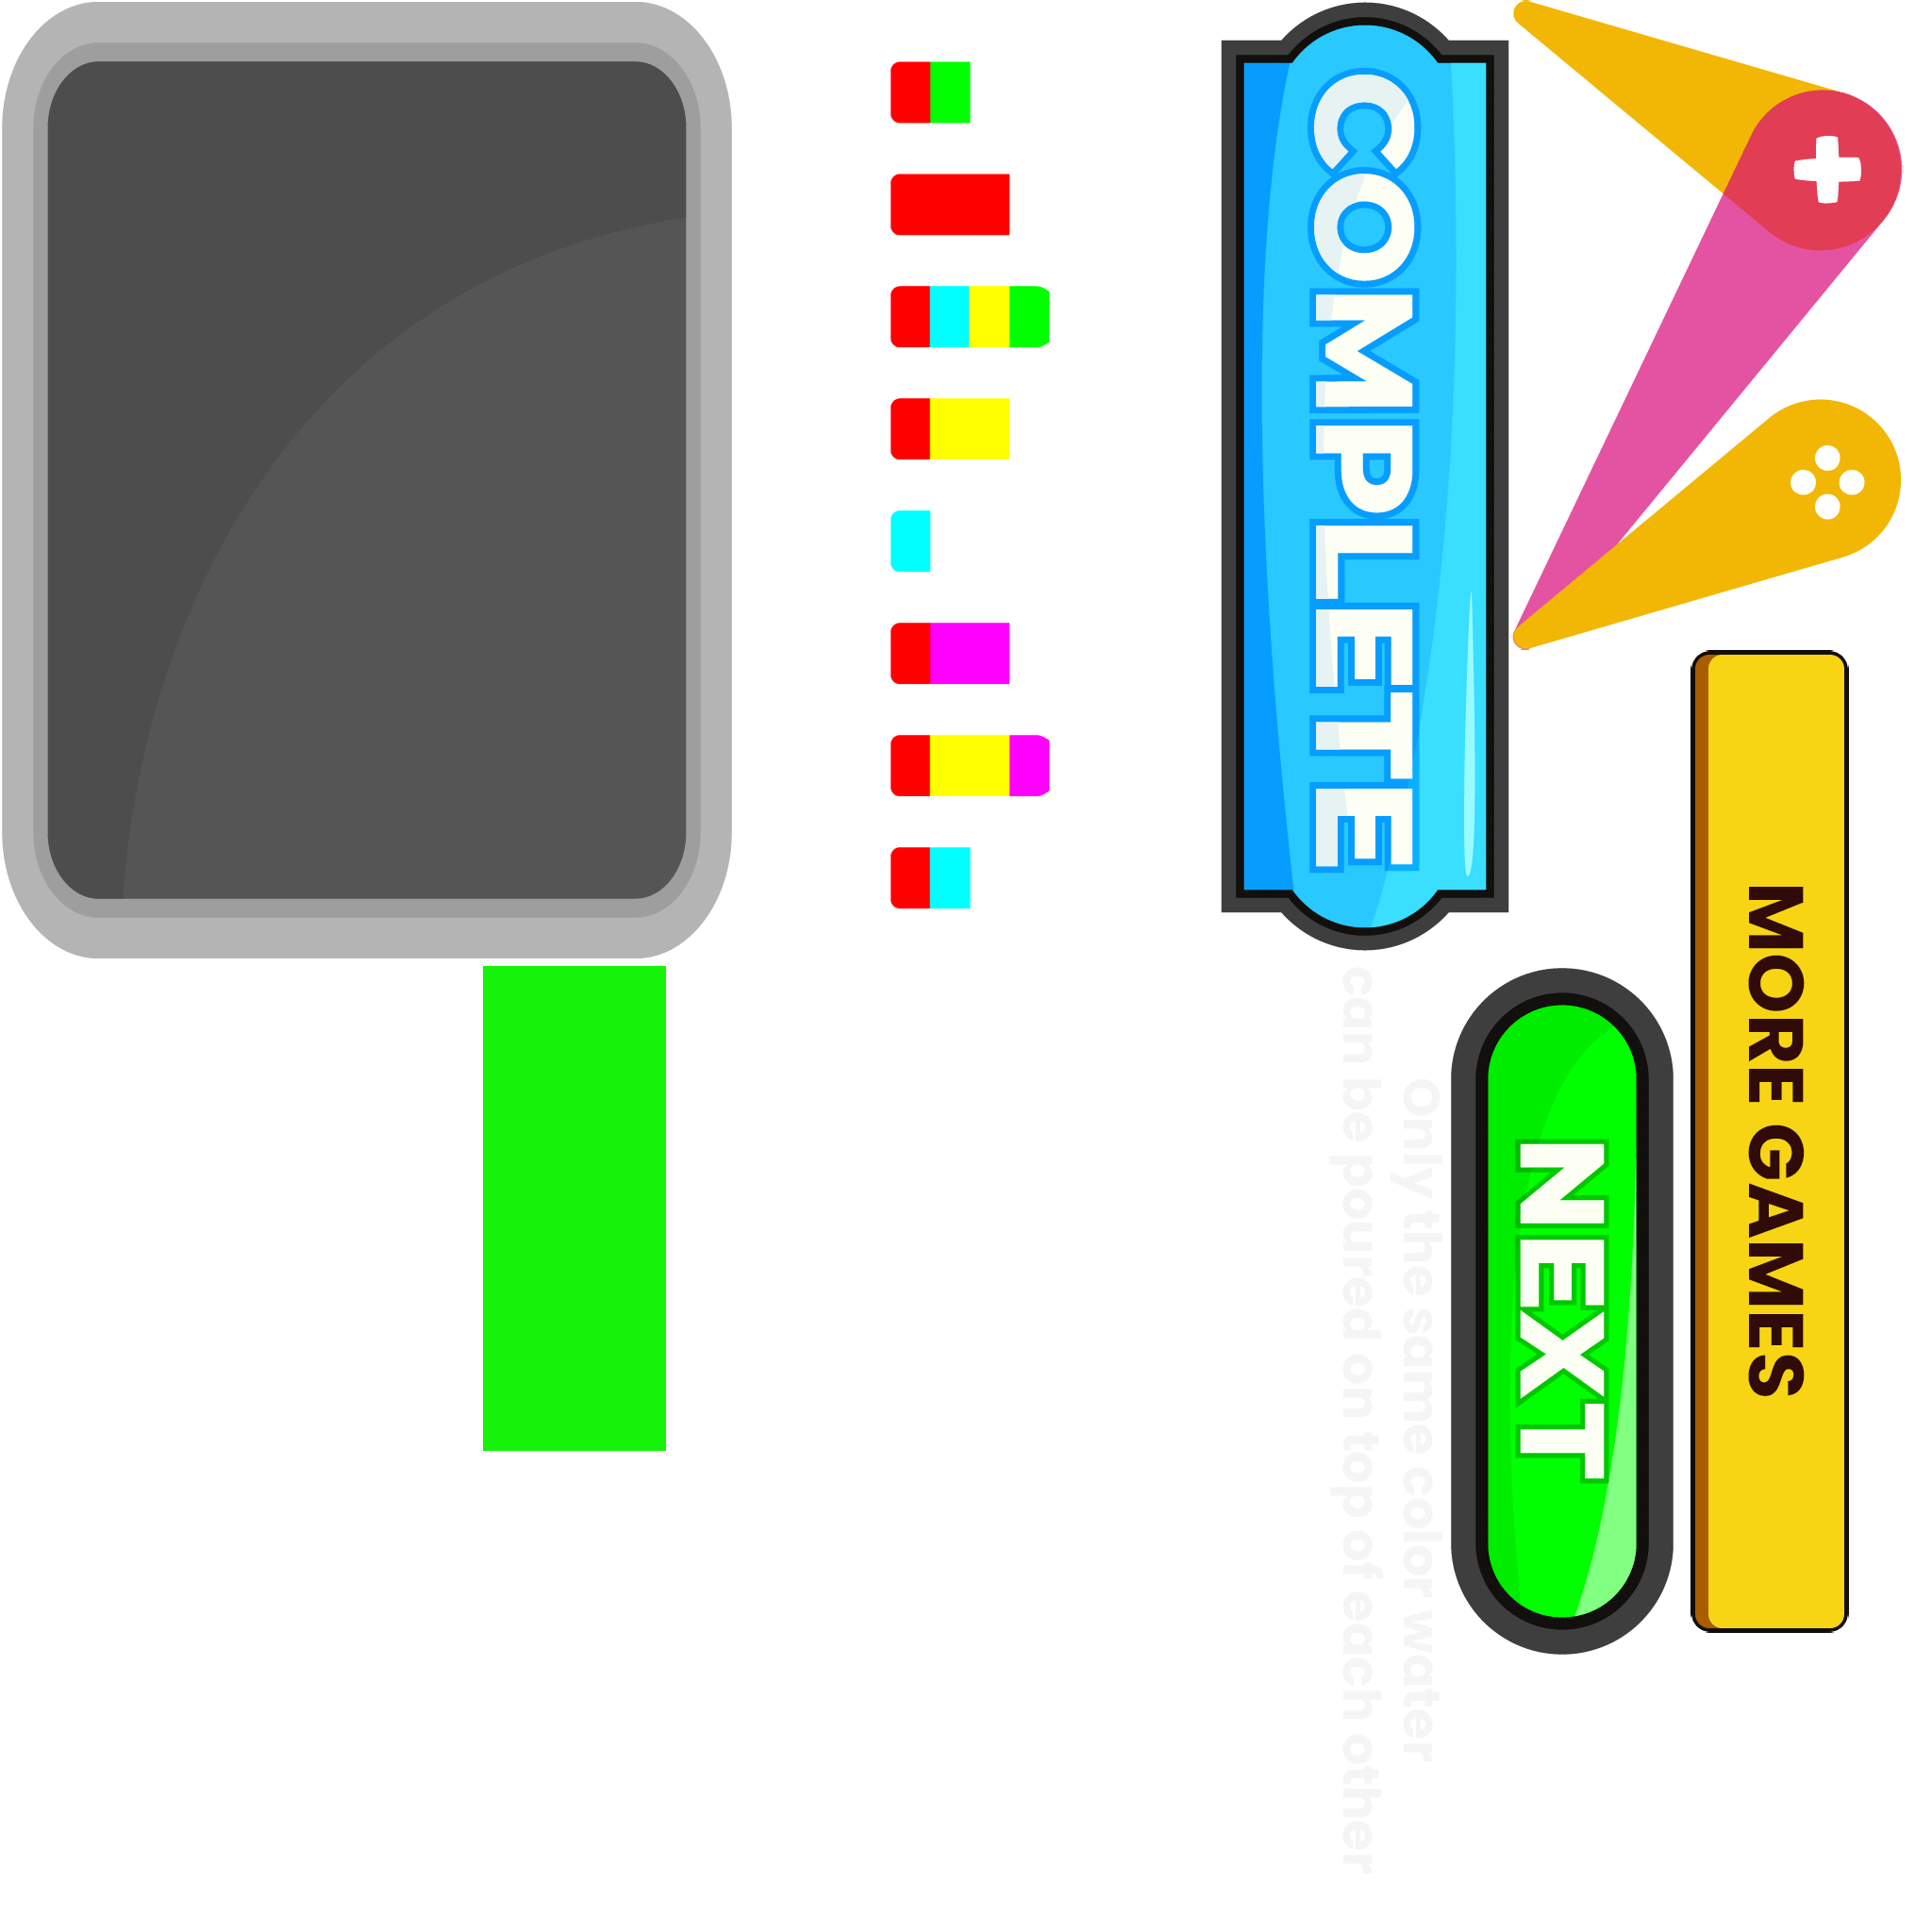 COMPLETE
MORE GAMES
NEXT
Only the same color water
can be poured on top of each other